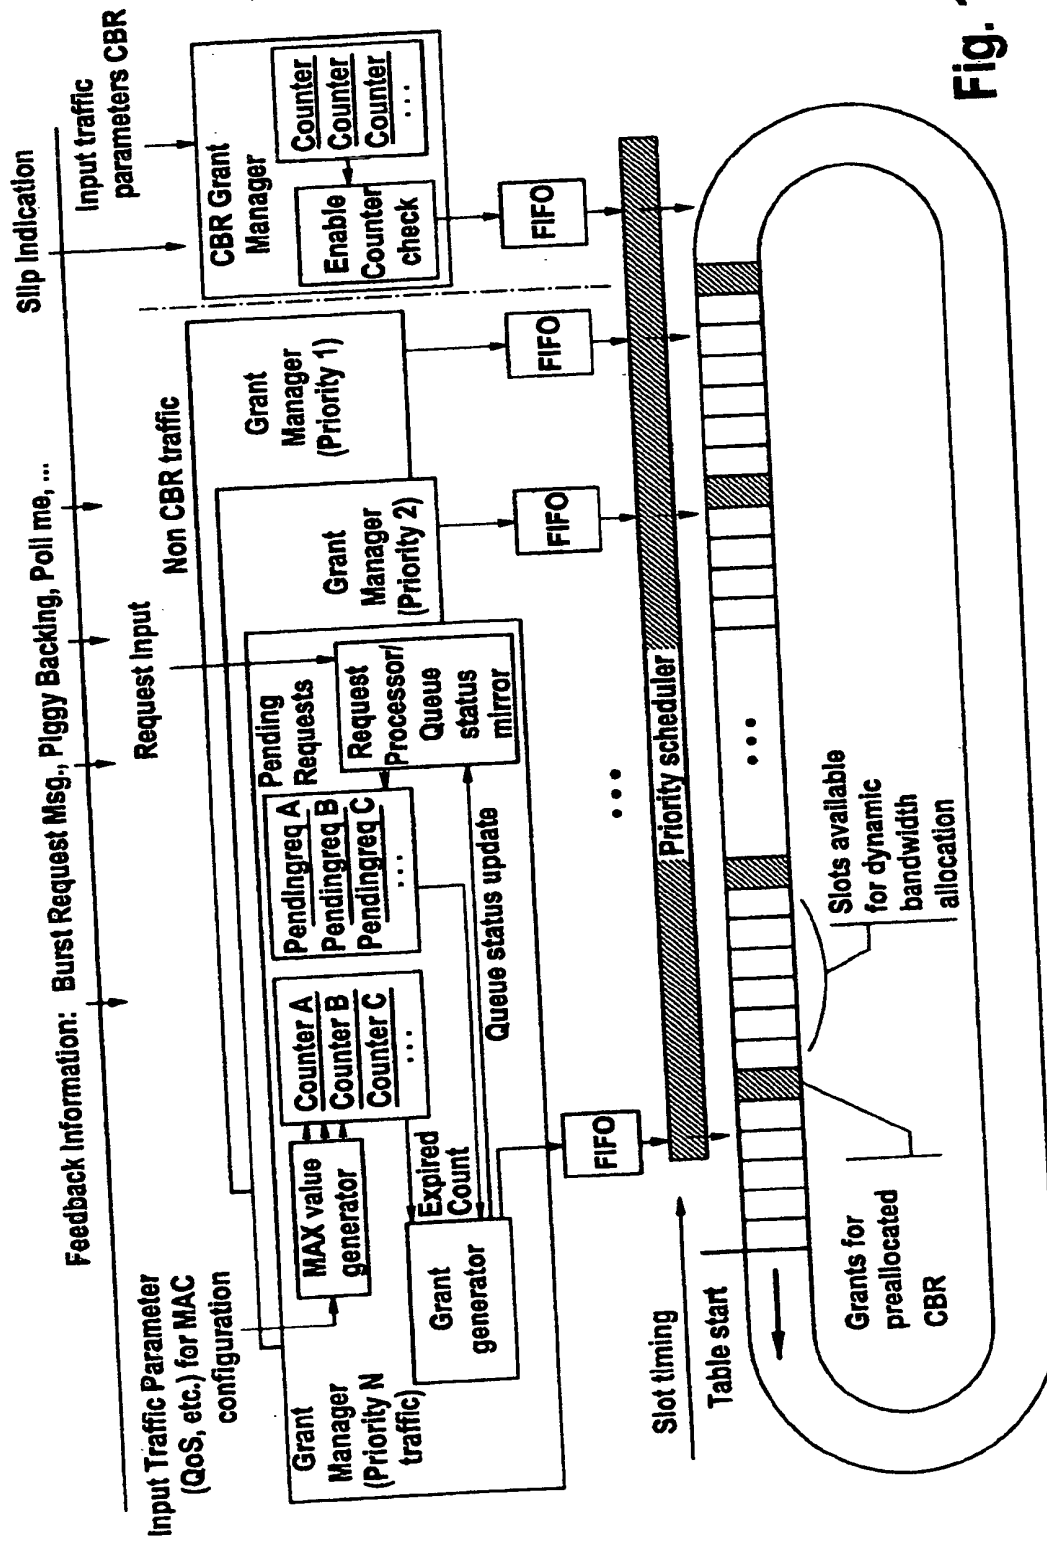 Slip Indication
Feedback Information: Burst Request Msg., Piggy Backing, Poll me, ...
Input traffic
parameters CBR
Input Traffic Parameter
(QoS, etc.) for MAC
configuration
Request Input
Non CBR traffic
CBR Grant
Manager
Counter
Counter
Counter
...
Enable
Counter
check
Grant
Manager
(Priority 1)
Grant
Manager
(Priority 2)
Grant
Manager
(Priority N
traffic)
MAX value
generator
Counter A
Counter B
Counter C
...
Pending
Requests
Pendingreq A
Pendingreq B
Pendingreq C
...
Request
Processor/
Queue
status
mirror
Expired
Count
Queue status update
Grant
generator
FIFO
...
FIFO
FIFO
FIFO
Priority scheduler
Slot timing
Table start
...
Grants for
preallocated
CBR
Slots available
for dynamic
bandwidth
allocation
Fig.